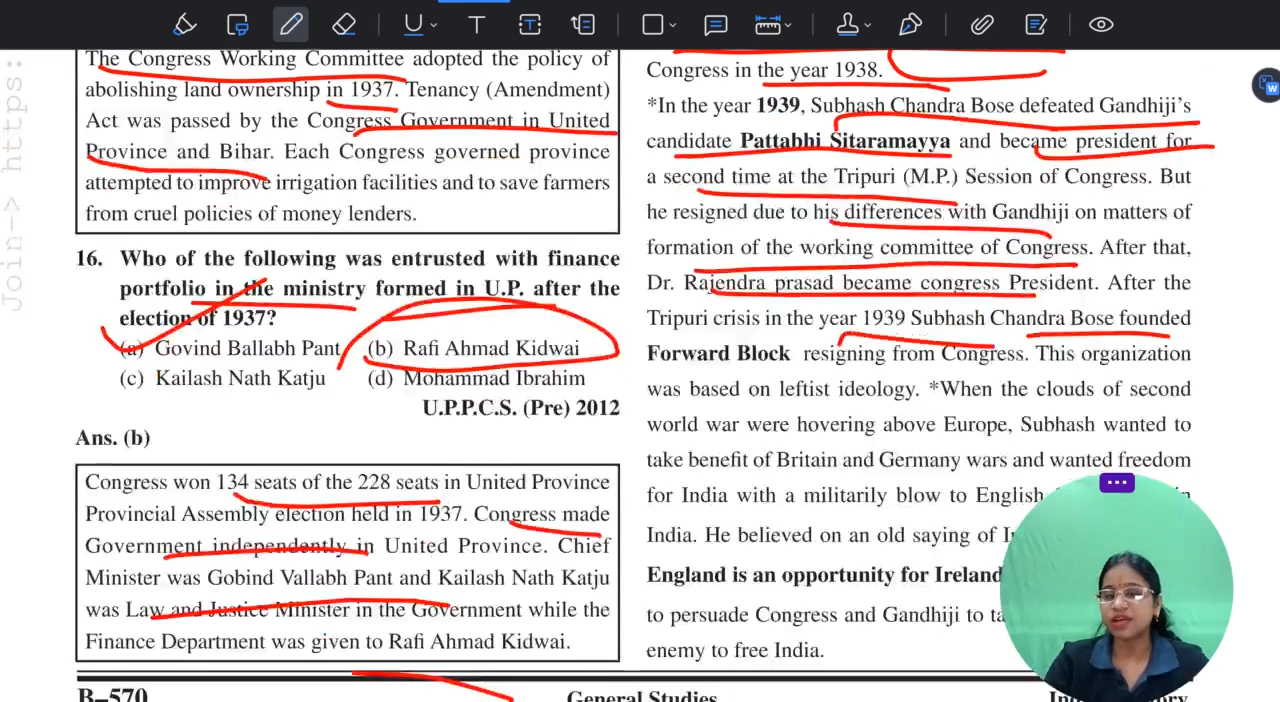 Join-> https:
The Congress Working Committee adopted the policy of
abolishing land ownership in 1937. Tenancy (Amendment)
Act was passed by the Congress Government in United
Province and Bihar. Each Congress governed province
attempted to improve irrigation facilities and to save farmers
from cruel policies of money lenders.
16. Who of the following was entrusted with finance
portfolio in the ministry formed in U.P. after the
election of 1937?
(a) Govind Ballabh Pant (b) Rafi Ahmad Kidwai
(c) Kailash Nath Katju (d) Mohammad Ibrahim
U.P.P.C.S. (Pre) 2012
Ans. (b)
Congress won 134 seats of the 228 seats in United Province
Provincial Assembly election held in 1937. Congress made
Government independently in United Province. Chief
Minister was Gobind Vallabh Pant and Kailash Nath Katju
was Law and Justice Minister in the Government while the
Finance Department was given to Rafi Ahmad Kidwai.
Congress in the year 1938.
*In the year 1939, Subhash Chandra Bose defeated Gandhiji's
candidate Pattabhi Sitaramayya and became president for
a second time at the Tripuri (M.P.) Session of Congress. But
he resigned due to his differences with Gandhiji on matters of
formation of the working committee of Congress. After that,
Dr. Rajendra prasad became congress President. After the
Tripuri crisis in the year 1939 Subhash Chandra Bose founded
Forward Block resigning from Congress. This organization
was based on leftist ideology. *When the clouds of second
world war were hovering above Europe, Subhash wanted to
take benefit of Britain and Germany wars and wanted freedom
for India with a militarily blow to English in
India. He believed on an old saying of
England is an opportunity for Ireland
to persuade Congress and Gandhiji to
enemy to free India.
B–570 General Studies